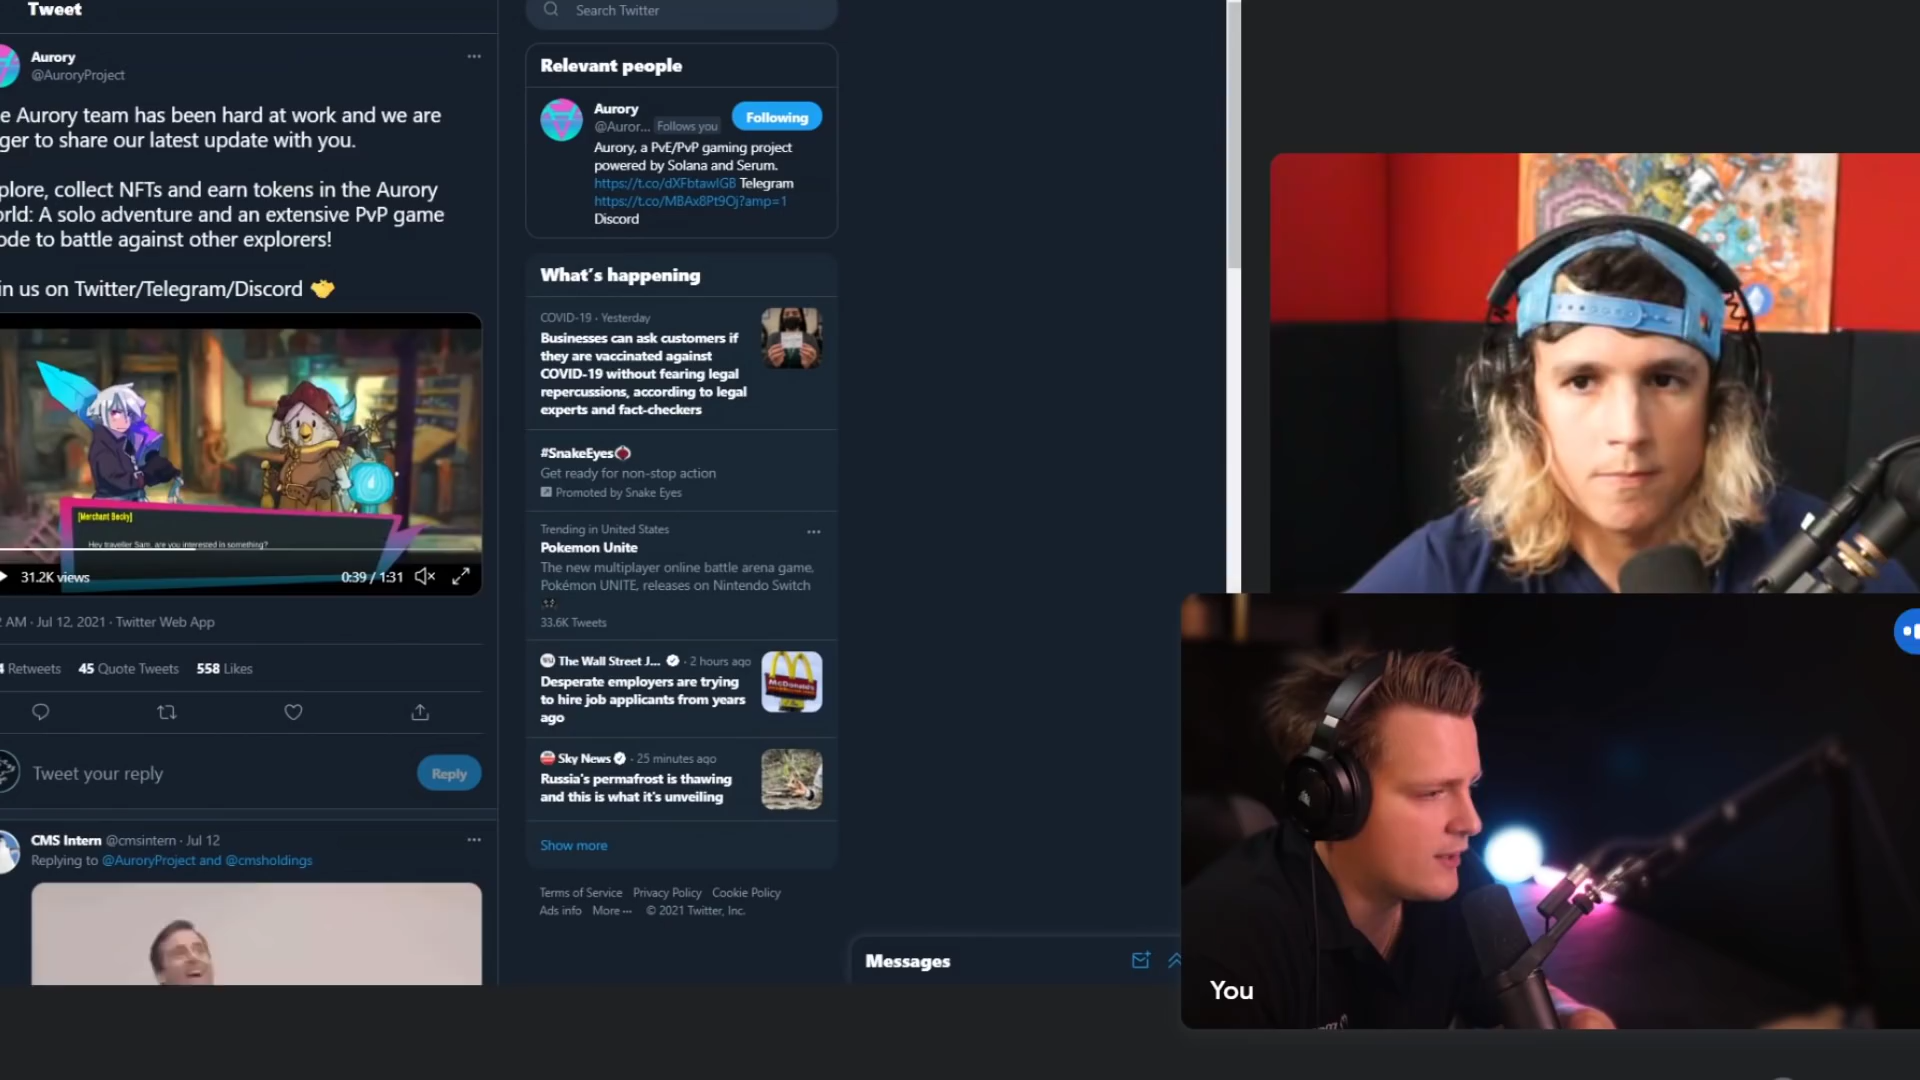 Tweet
Aurory
@AuroryProject
e Aurory team has been hard at work and we are
ger to share our latest update with you.
plore, collect NFTs and earn tokens in the Aurory
orld: A solo adventure and an extensive PvP game
ode to battle against other explorers!
in us on Twitter/Telegram/Discord 🤝
[Merchant Becky]
Hey traveller Sam, are you interested in something?
31.2K views
0:39 / 1:31
2 AM · Jul 12, 2021 · Twitter Web App
4 Retweets 45 Quote Tweets 558 Likes
Tweet your reply
Reply
CMS Intern @cmsintern · Jul 12
Replying to @AuroryProject and @cmsholdings
Search Twitter
Relevant people
Aurory
@Auror... Follows you
Following
Aurory, a PvE/PvP gaming project
powered by Solana and Serum.
https://t.co/dXFbtawIGB Telegram
https://t.co/MBAx8Pt9Oj?amp=1
Discord
What's happening
COVID-19 · Yesterday
Businesses can ask customers if
they are vaccinated against
COVID-19 without fearing legal
repercussions, according to legal
experts and fact-checkers
#SnakeEyes
Get ready for non-stop action
Promoted by Snake Eyes
Trending in United States
Pokemon Unite
The new multiplayer online battle arena game,
Pokémon UNITE, releases on Nintendo Switch
33.6K Tweets
The Wall Street J... · 2 hours ago
Desperate employers are trying
to hire job applicants from years
ago
McDonald's
Sky News · 25 minutes ago
Russia's permafrost is thawing
and this is what it's unveiling
Show more
Terms of Service Privacy Policy Cookie Policy
Ads info More ··· © 2021 Twitter, Inc.
Messages
You